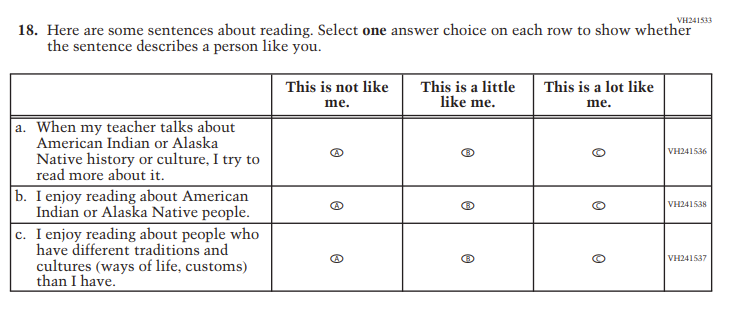 VH241533
18. Here are some sentences about reading. Select one answer choice on each row to show whether
the sentence describes a person like you.
This is not like
me.
This is a little
like me.
This is a lot like
me.
a. When my teacher talks about
American Indian or Alaska
Native history or culture, I try to
read more about it.
A B C VH241536
b. I enjoy reading about American
Indian or Alaska Native people.
A B C VH241538
c. I enjoy reading about people who
have different traditions and
cultures (ways of life, customs)
than I have.
A B C VH241537